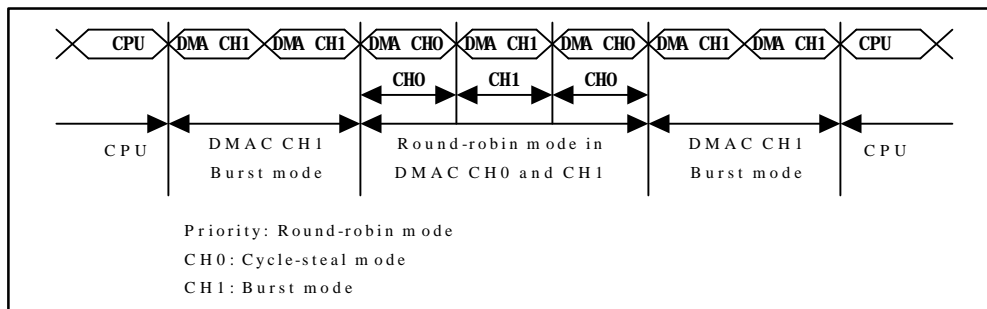 CPU DMA CH1 DMA CH1 DMA CH0 DMA CH1 DMA CH0 DMA CH1 DMA CH1 CPU
CH0 CH1 CH0
CPU DMAC CH1 Round-robin mode in DMAC CH1 CPU
Burst mode DMAC CH0 and CH1 Burst mode
Priority: Round-robin mode
CH0: Cycle-steal mode
CH1: Burst mode